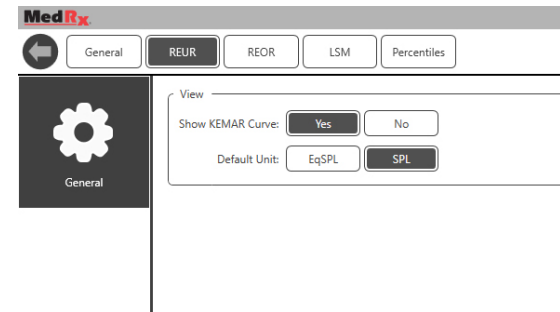 MedRx
General REUR REOR LSM Percentiles
View
Show KEMAR Curve: Yes No
Default Unit: EqSPL SPL
General